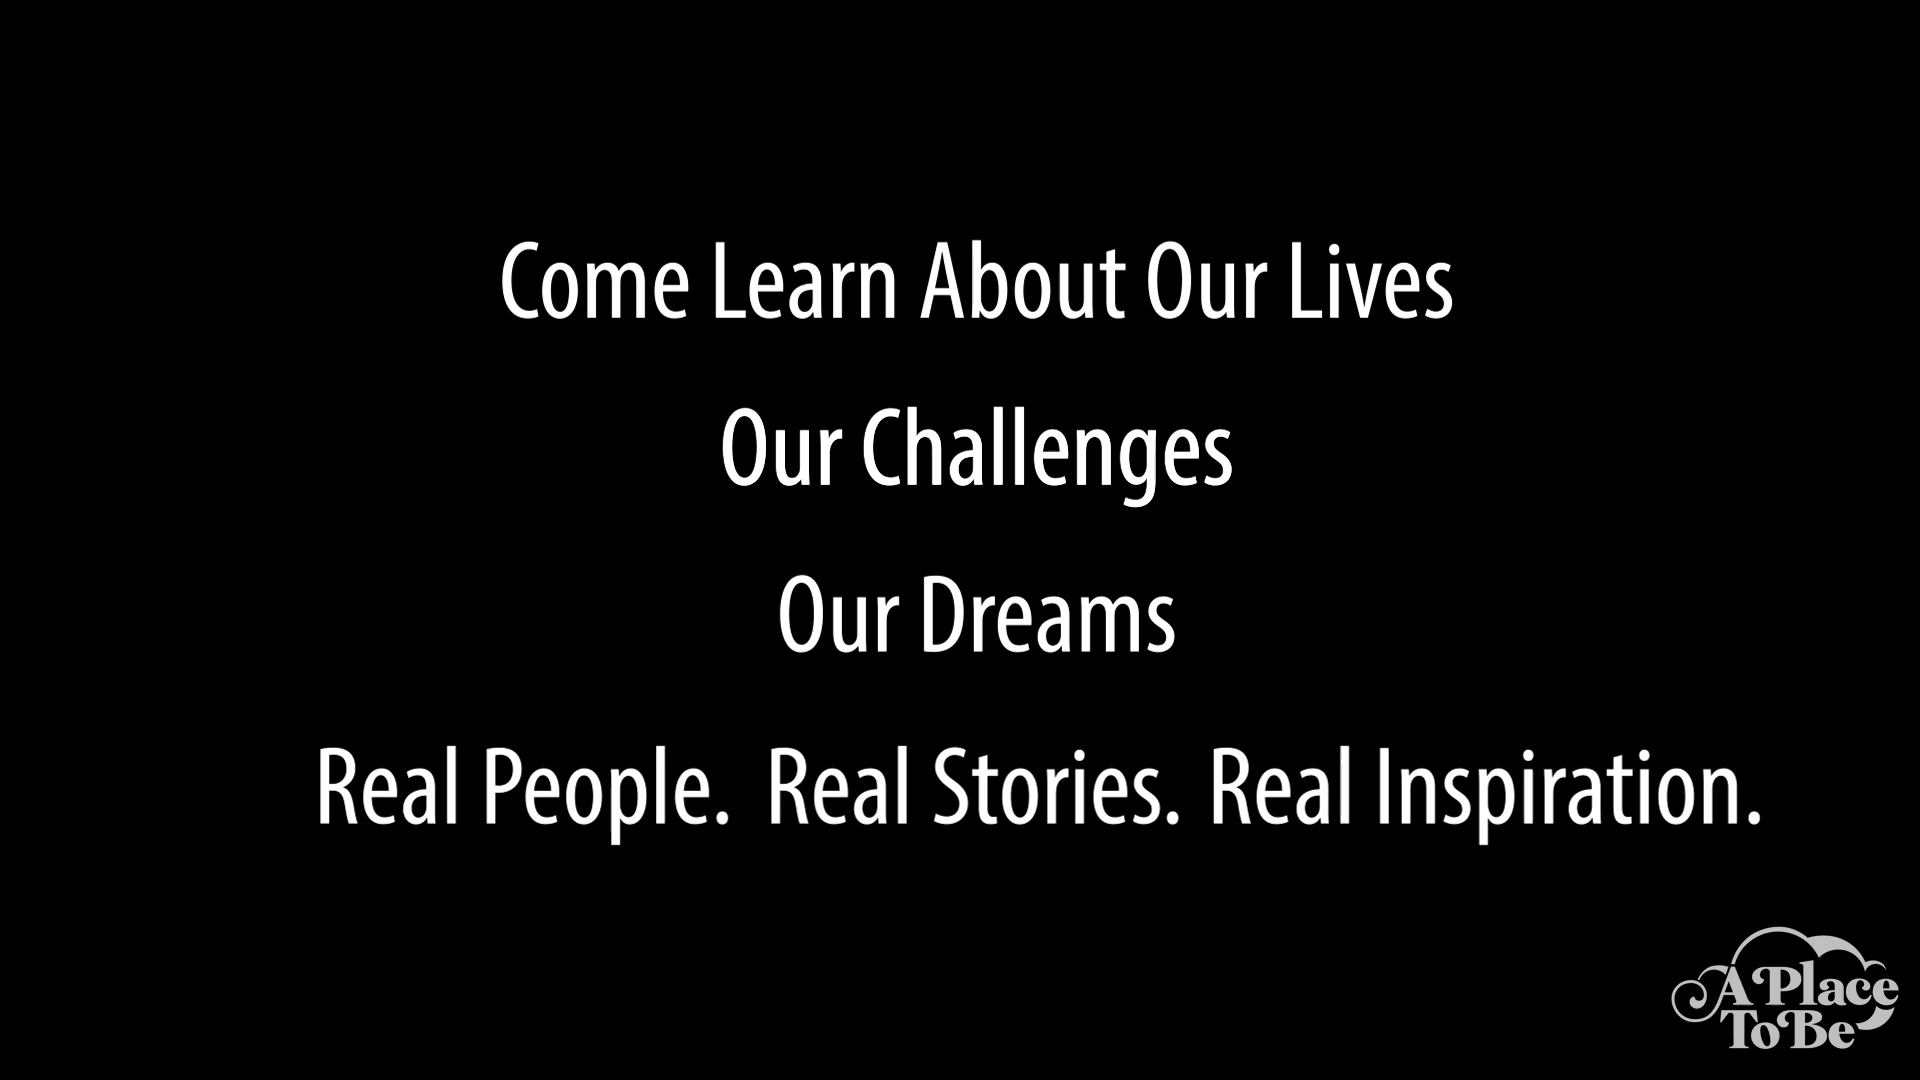 Come Learn About Our Lives
Our Challenges
Our Dreams
Real People. Real Stories. Real Inspiration.
A Place
To Be